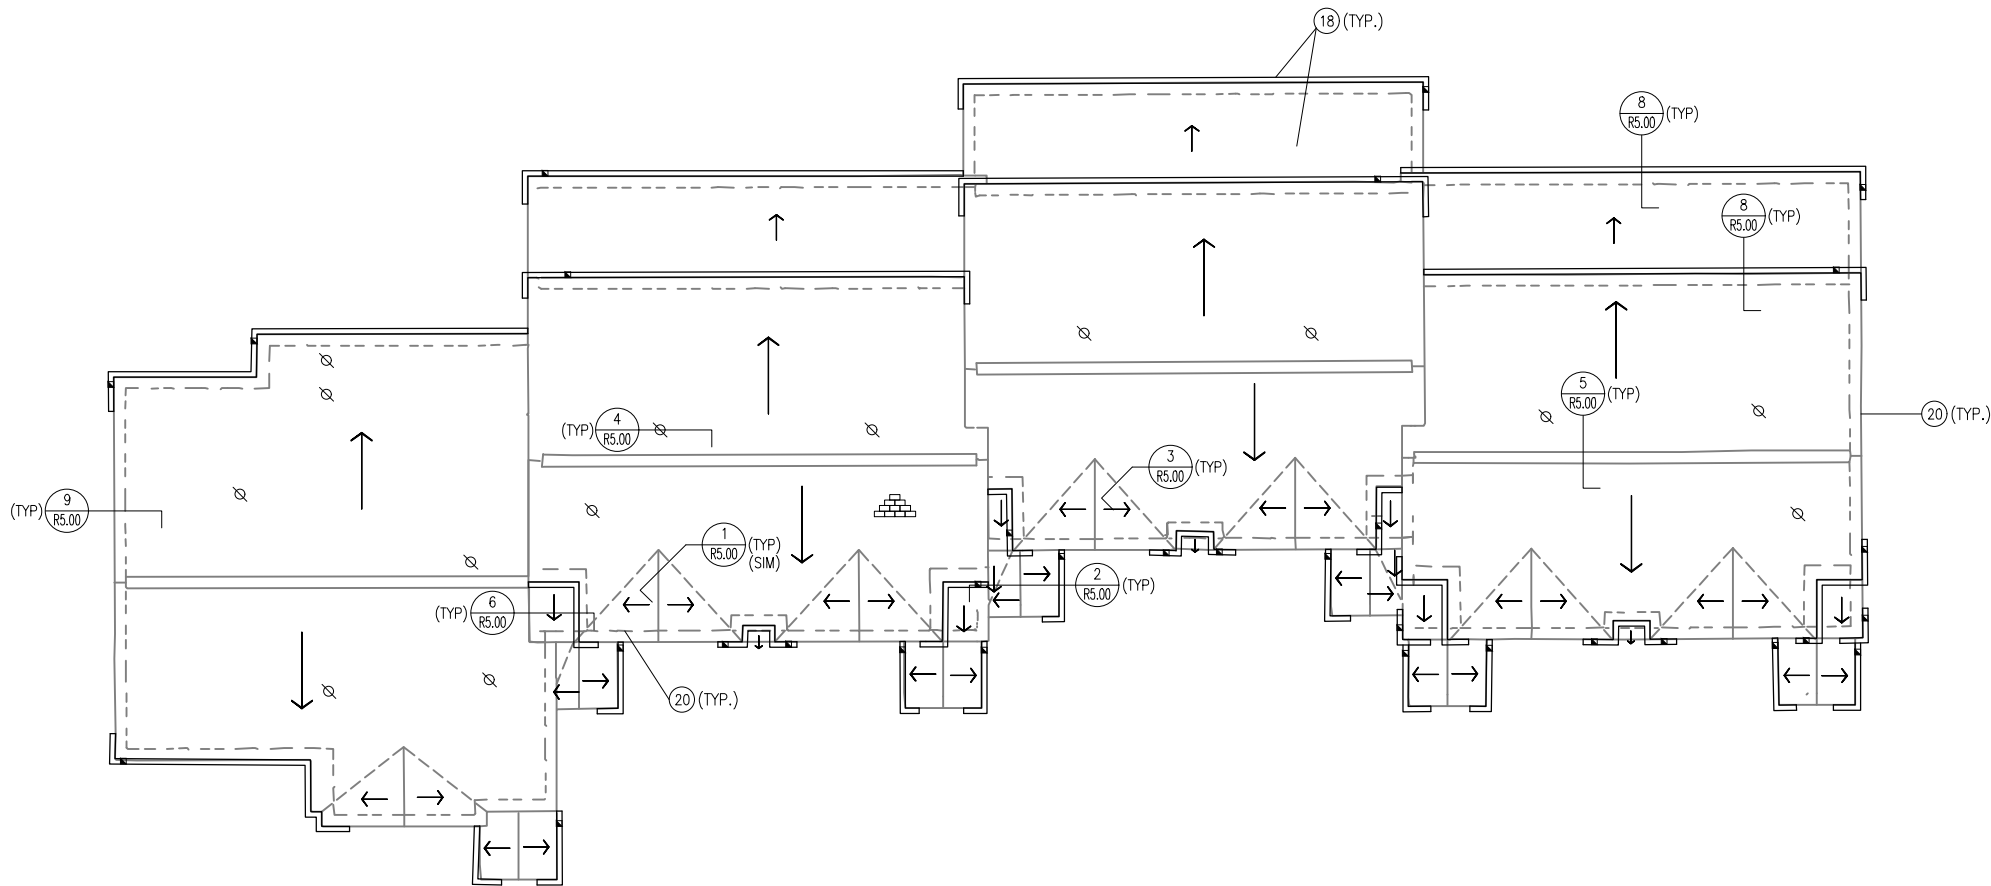 18 (TYP.)
8
R5.00 (TYP)
8
R5.00 (TYP)
5
R5.00 (TYP)
20 (TYP.)
4
(TYP) R5.00
3
R5.00 (TYP)
9
(TYP) R5.00
1
R5.00 (TYP)
(SIM)
2
R5.00 (TYP)
6
(TYP) R5.00
20 (TYP.)